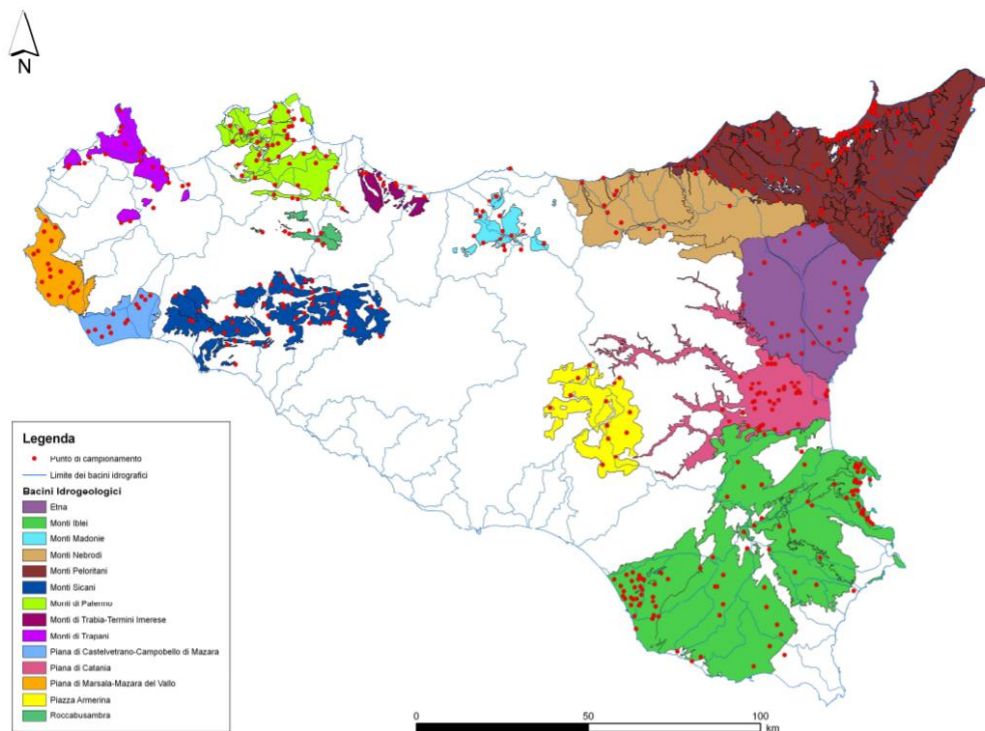 N
Legenda
Punto di campionamento
Limite dei bacini idrografici
Bacini Idrogeologici
Etna
Monti Iblei
Monti Madonie
Monti Nebrodi
Monti Peloritani
Monti Sicani
Monti di Palermo
Monti di Trabia-Termini Imerese
Monti di Trapani
Piana di Castelvetrano-Campobello di Mazara
Piana di Catania
Piana di Marsala-Mazara del Vallo
Piazza Armerina
Roccabusambra
0 50 100
km